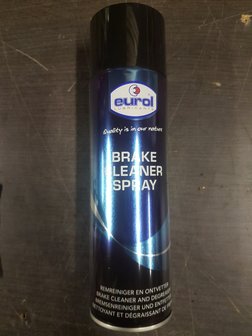 eurol
LUBRICANTS
Quality is in our nature
BRAKE
CLEANER
SPRAY
REMREINIGER EN ONTVETTER
BRAKE CLEANER AND DEGREASER
BREMSENREINIGER UND ENTFETTER
NETTOYANT ET DÉGRAISSANT DE